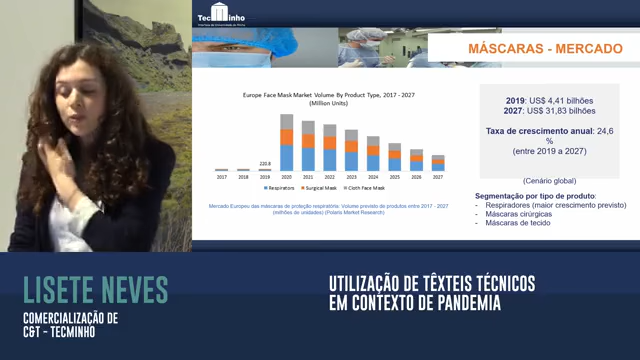 TecMinho
MÁSCARAS - MERCADO
Europe Face Mask Market Volume By Product Type, 2017 - 2027
(Million Units)
220.8
2017 2018 2019 2020 2021 2022 2023 2024 2025 2026 2027
Respirators Surgical Mask Cloth Face Mask
Mercado Europeu das máscaras de proteção respiratória: Volume previsto de produtos entre 2017 - 2027
(milhões de unidades) (Polaris Market Research)
2019: US$ 4,41 bilhões
2027: US$ 31,83 bilhões
Taxa de crescimento anual: 24,6
%
(entre 2019 a 2027)
(Cenário global)
Segmentação por tipo de produto:
- Respiradores (maior crescimento previsto)
- Máscaras cirúrgicas
- Máscaras de tecido
LISETE NEVES
COMERCIALIZAÇÃO DE
C&T - TECMINHO
UTILIZAÇÃO DE TÊXTEIS TÉCNICOS
EM CONTEXTO DE PANDEMIA